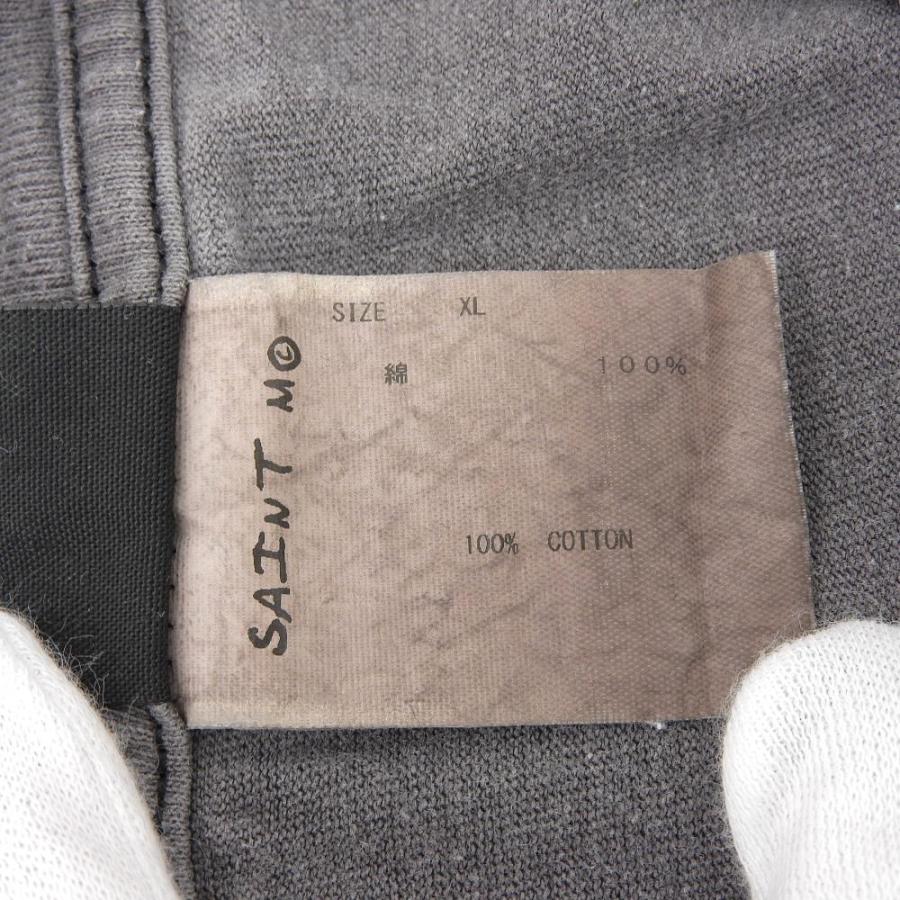 SIZE XL
綿 １００％
100% COTTON
SAINT M©